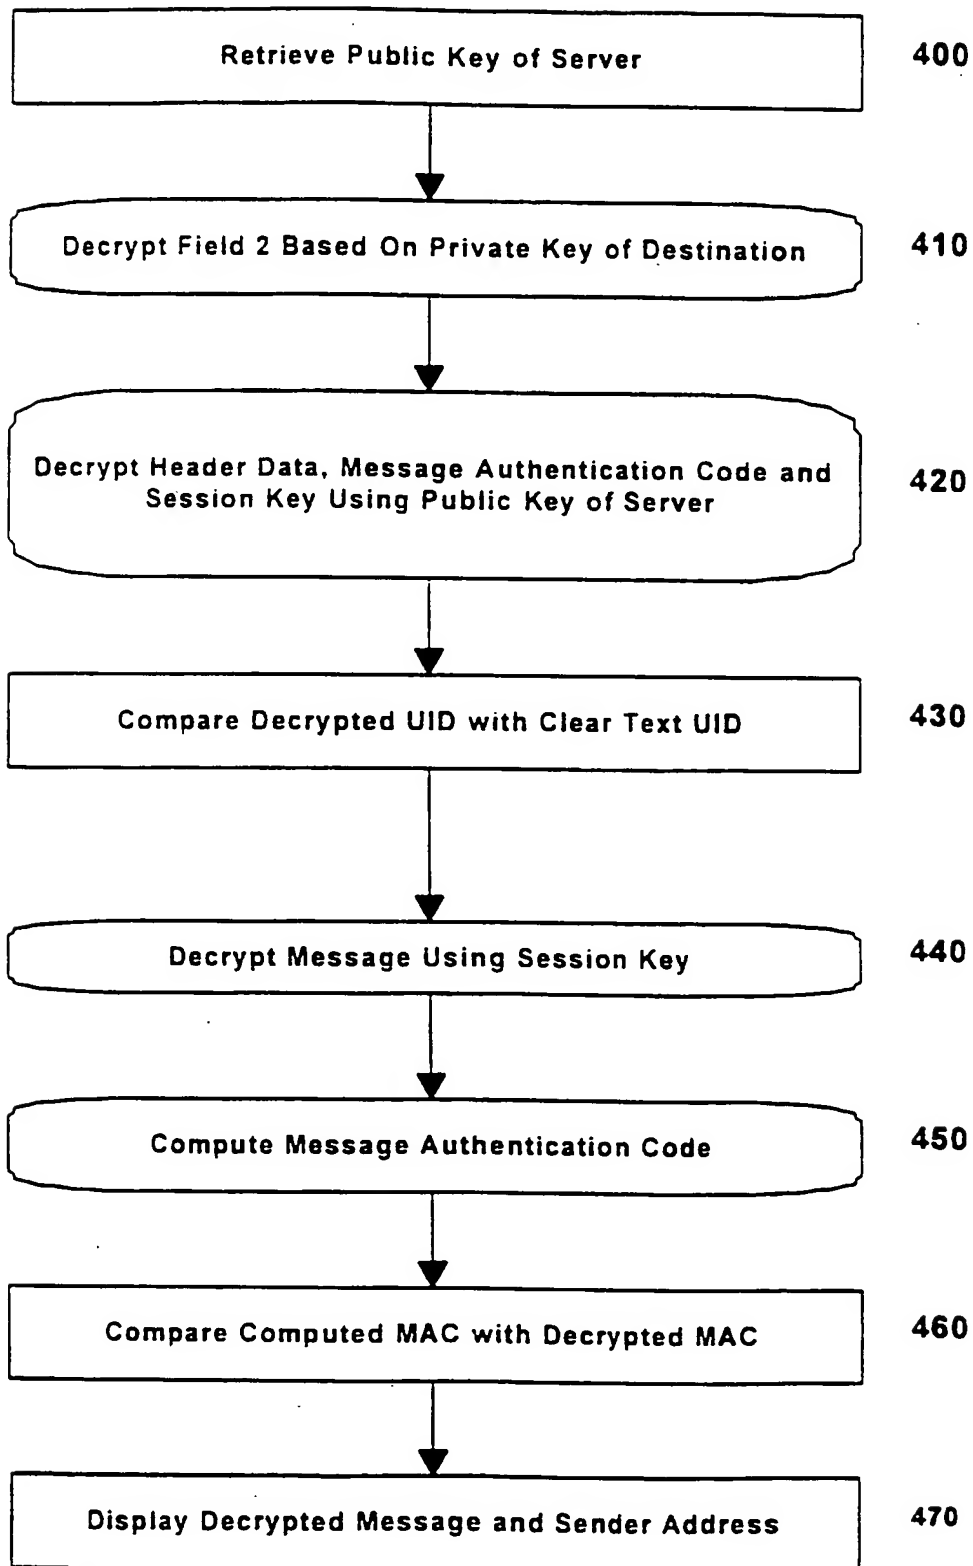 Retrieve Public Key of Server 400
Decrypt Field 2 Based On Private Key of Destination 410
Decrypt Header Data, Message Authentication Code and
Session Key Using Public Key of Server 420
Compare Decrypted UID with Clear Text UID 430
Decrypt Message Using Session Key 440
Compute Message Authentication Code 450
Compare Computed MAC with Decrypted MAC 460
Display Decrypted Message and Sender Address 470